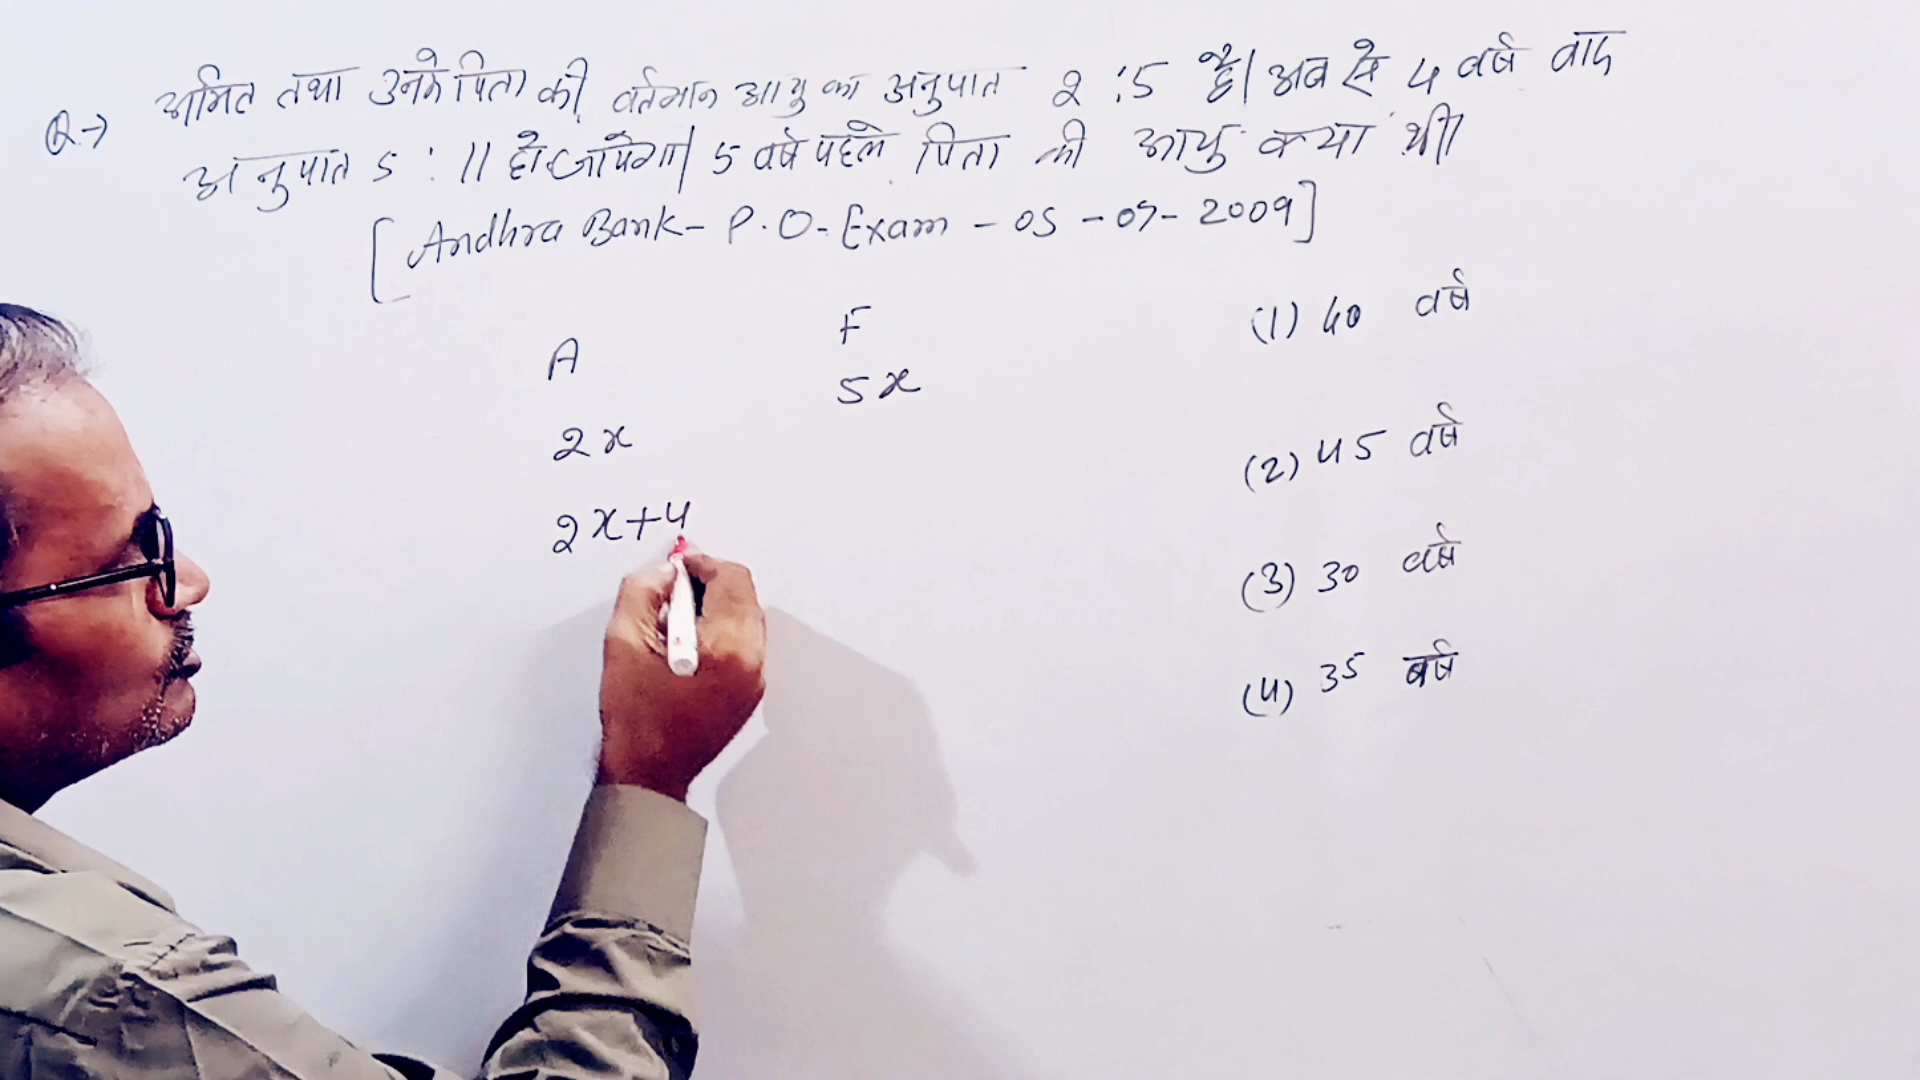 Q.→ अमित तथा उनके पिता की वर्तमान आयु का अनुपात 2 : 5 है। अब से 4 वर्ष बाद
अनुपात 5 : 11 हो जायेगा। 5 वर्ष पहले पिता की आयु क्या थी।
[Andhra Bank- P.O. Exam - 05 - 07- 2009]
A F
2x 5x
2x+4
(1) 40 वर्ष
(2) 45 वर्ष
(3) 30 वर्ष
(4) 35 वर्ष